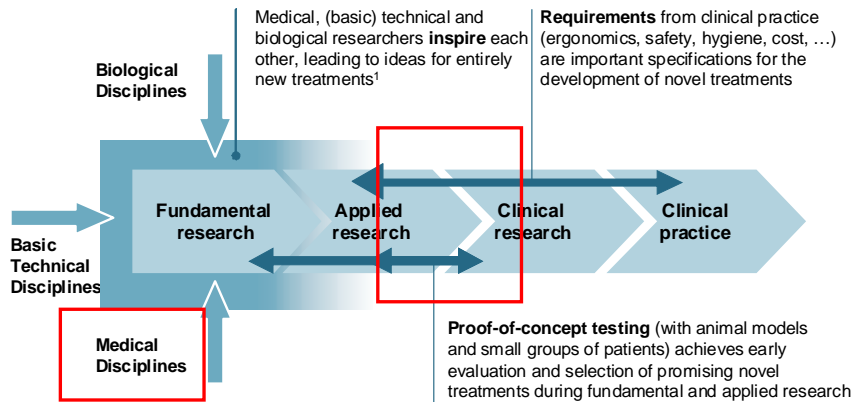 Medical, (basic) technical and
biological researchers inspire each
other, leading to ideas for entirely
new treatments¹
Requirements from clinical practice
(ergonomics, safety, hygiene, cost, …)
are important specifications for the
development of novel treatments
Biological
Disciplines
Fundamental
research
Applied
research
Clinical
research
Clinical
practice
Basic
Technical
Disciplines
Medical
Disciplines
Proof-of-concept testing (with animal models
and small groups of patients) achieves early
evaluation and selection of promising novel
treatments during fundamental and applied research